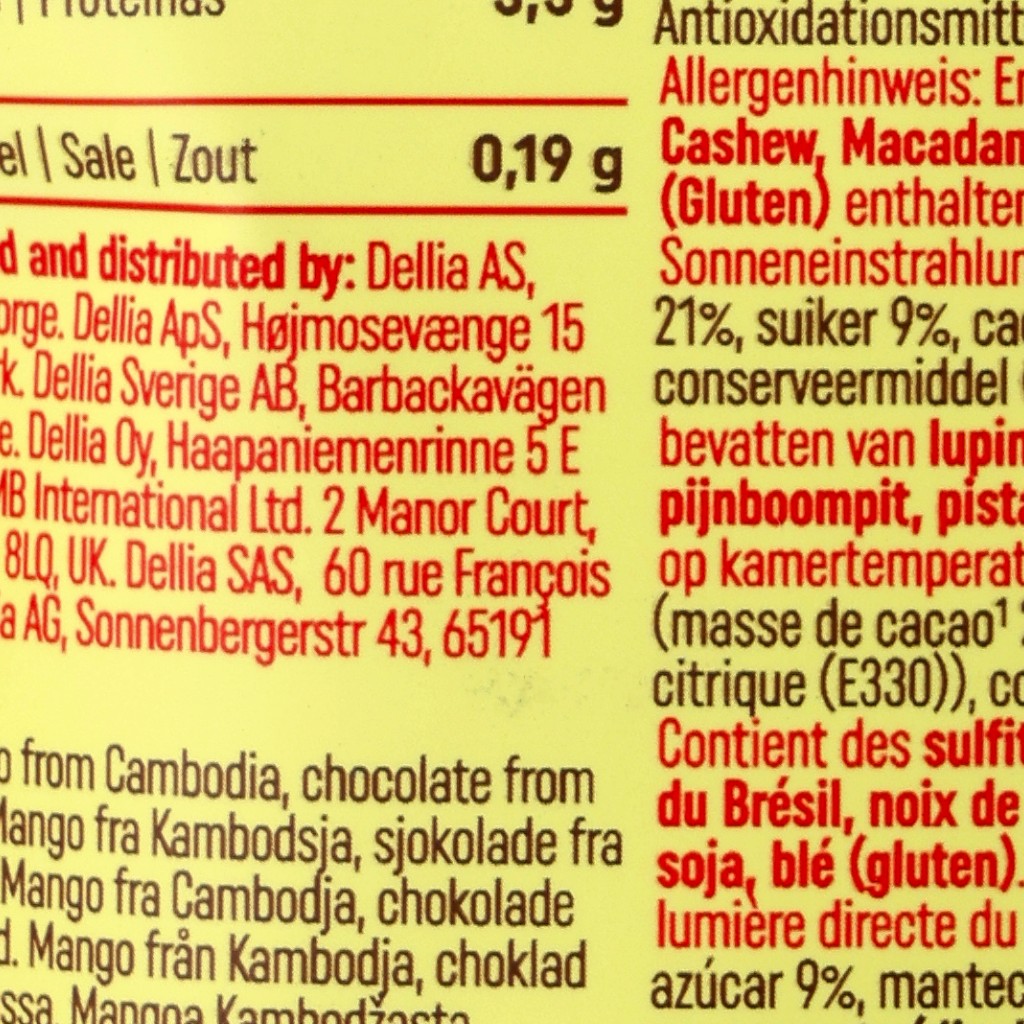 Proteínas
el | Sale | Zout 0,19 g
d and distributed by: Dellia AS,
orge. Dellia ApS, Højmosevænge 15
k. Dellia Sverige AB, Barbackavägen
e. Dellia Oy, Haapaniemenrinne 5 E
MB International Ltd. 2 Manor Court,
8LQ, UK. Dellia SAS, 60 rue François
a AG, Sonnenbergerstr 43, 65191
o from Cambodia, chocolate from
Mango fra Kambodsja, sjokolade fra
Mango fra Cambodja, chokolade
d. Mango från Kambodja, choklad
ssa. Mangoa Kambodžasta
Antioxidationsmitt
Allergenhinweis:
Cashew, Macadam
(Gluten) enthalten
Sonneneinstrahlun
21%, suiker 9%, cac
conserveermiddel
bevatten van lupin
pijnboompit, pista
op kamertemperat
(masse de cacao¹
citrique (E330)), co
Contient des sulfit
du Brésil, noix de
soja, blé (gluten).
lumière directe du
azúcar 9%, mantec